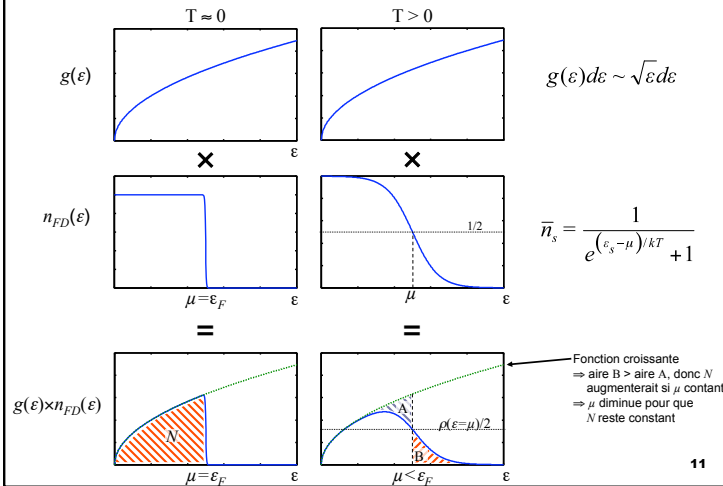 T ≈ 0
T > 0
g(ε)
g(ε)dε ~ √ε dε
ε
×
×
n_FD(ε)
1/2
n̄_s = 1 / (e^((ε_s−μ)/kT) + 1)
μ=ε_F
ε
μ
ε
=
=
g(ε)×n_FD(ε)
N
A
B
ρ(ε=μ)/2
Fonction croissante
⇒ aire B > aire A, donc N
augmenterait si μ contant
⇒ μ diminue pour que
N reste constant
μ=ε_F
ε
μ<ε_F
ε
11